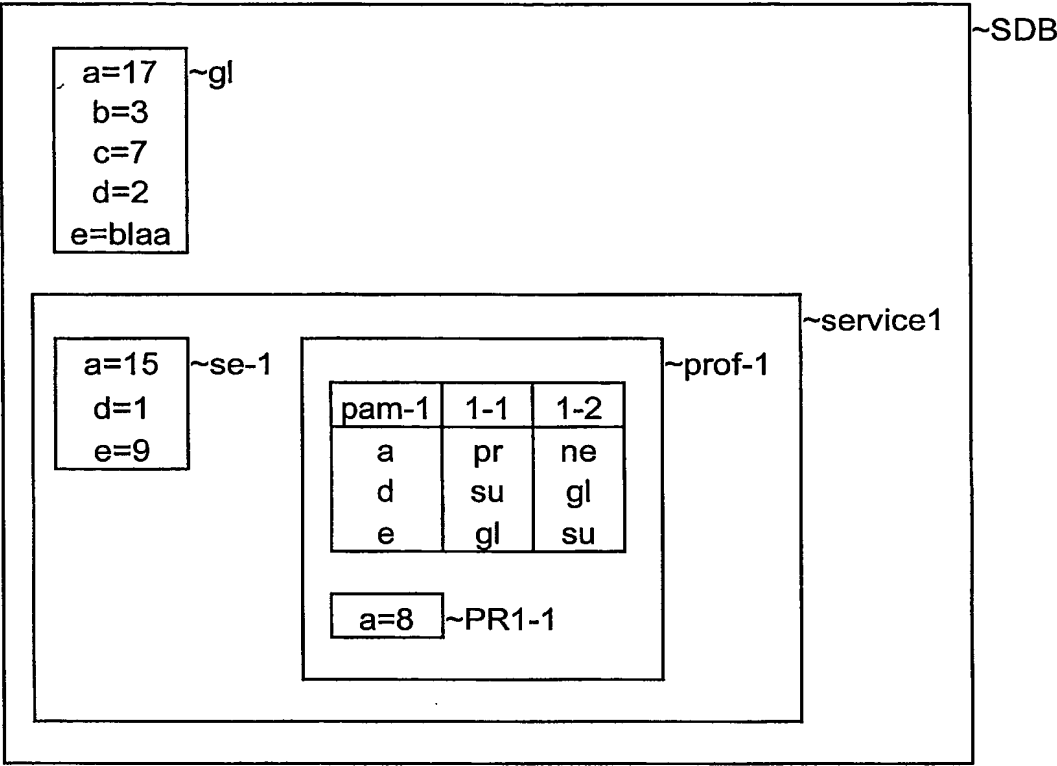 ~SDB
a=17 ~gl
b=3
c=7
d=2
e=blaa
~service1
a=15 ~se-1
d=1
e=9
~prof-1
pam-1 1-1 1-2
a pr ne
d su gl
e gl su
a=8 ~PR1-1